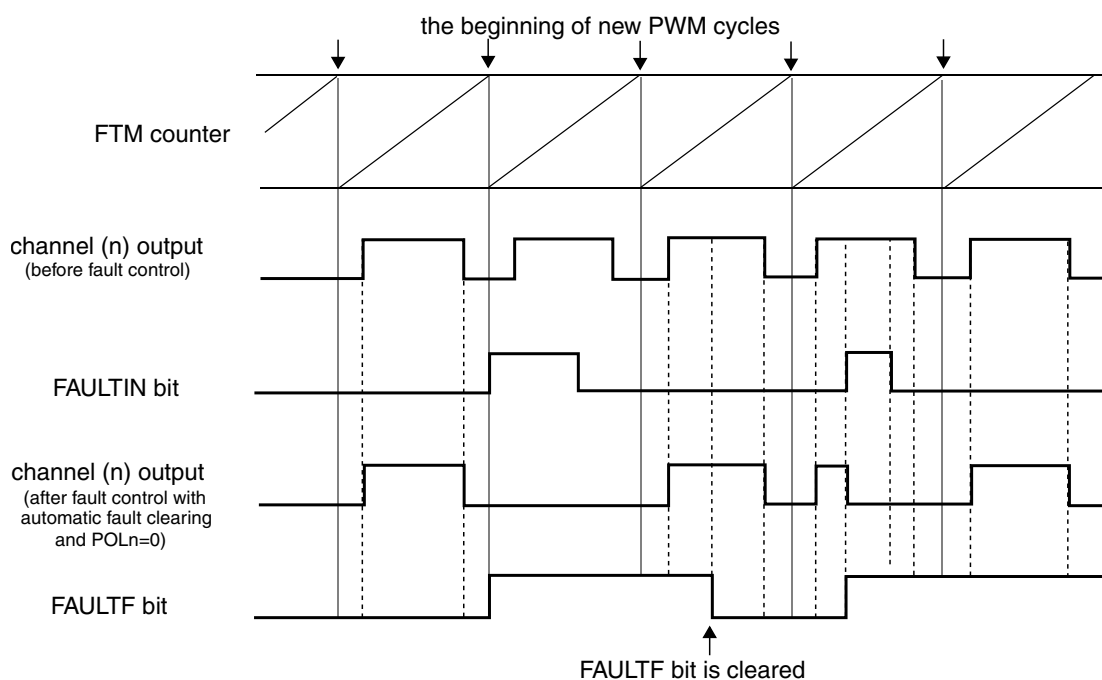 the beginning of new PWM cycles
FTM counter
channel (n) output
(before fault control)
FAULTIN bit
channel (n) output
(after fault control with
automatic fault clearing
and POLn=0)
FAULTF bit
FAULTF bit is cleared